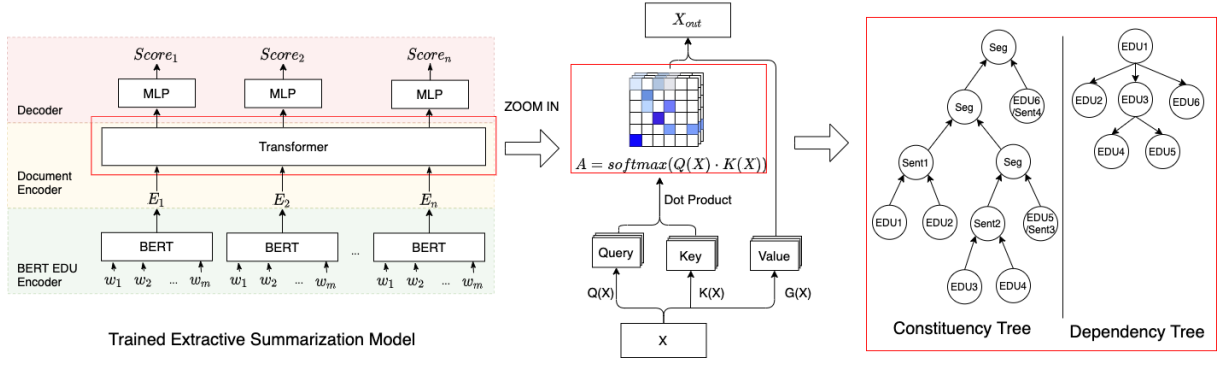 Score₁ Score₂ Scoreₙ
MLP MLP MLP
Decoder
Transformer
Document
Encoder
E₁ E₂ Eₙ
BERT BERT ... BERT
BERT EDU
Encoder
w₁ w₂ ... wₘ w₁ w₂ ... wₘ w₁ w₂ ... wₘ
Trained Extractive Summarization Model
ZOOM IN
X_out
A = softmax(Q(X) · K(X))
Dot Product
Query Key Value
Q(X) K(X) G(X)
X
Seg
Seg EDU6
/Sent4
Sent1 Seg
EDU1 EDU2 Sent2 EDU5
/Sent3
EDU3 EDU4
Constituency Tree
EDU1
EDU2 EDU3 EDU6
EDU4 EDU5
Dependency Tree